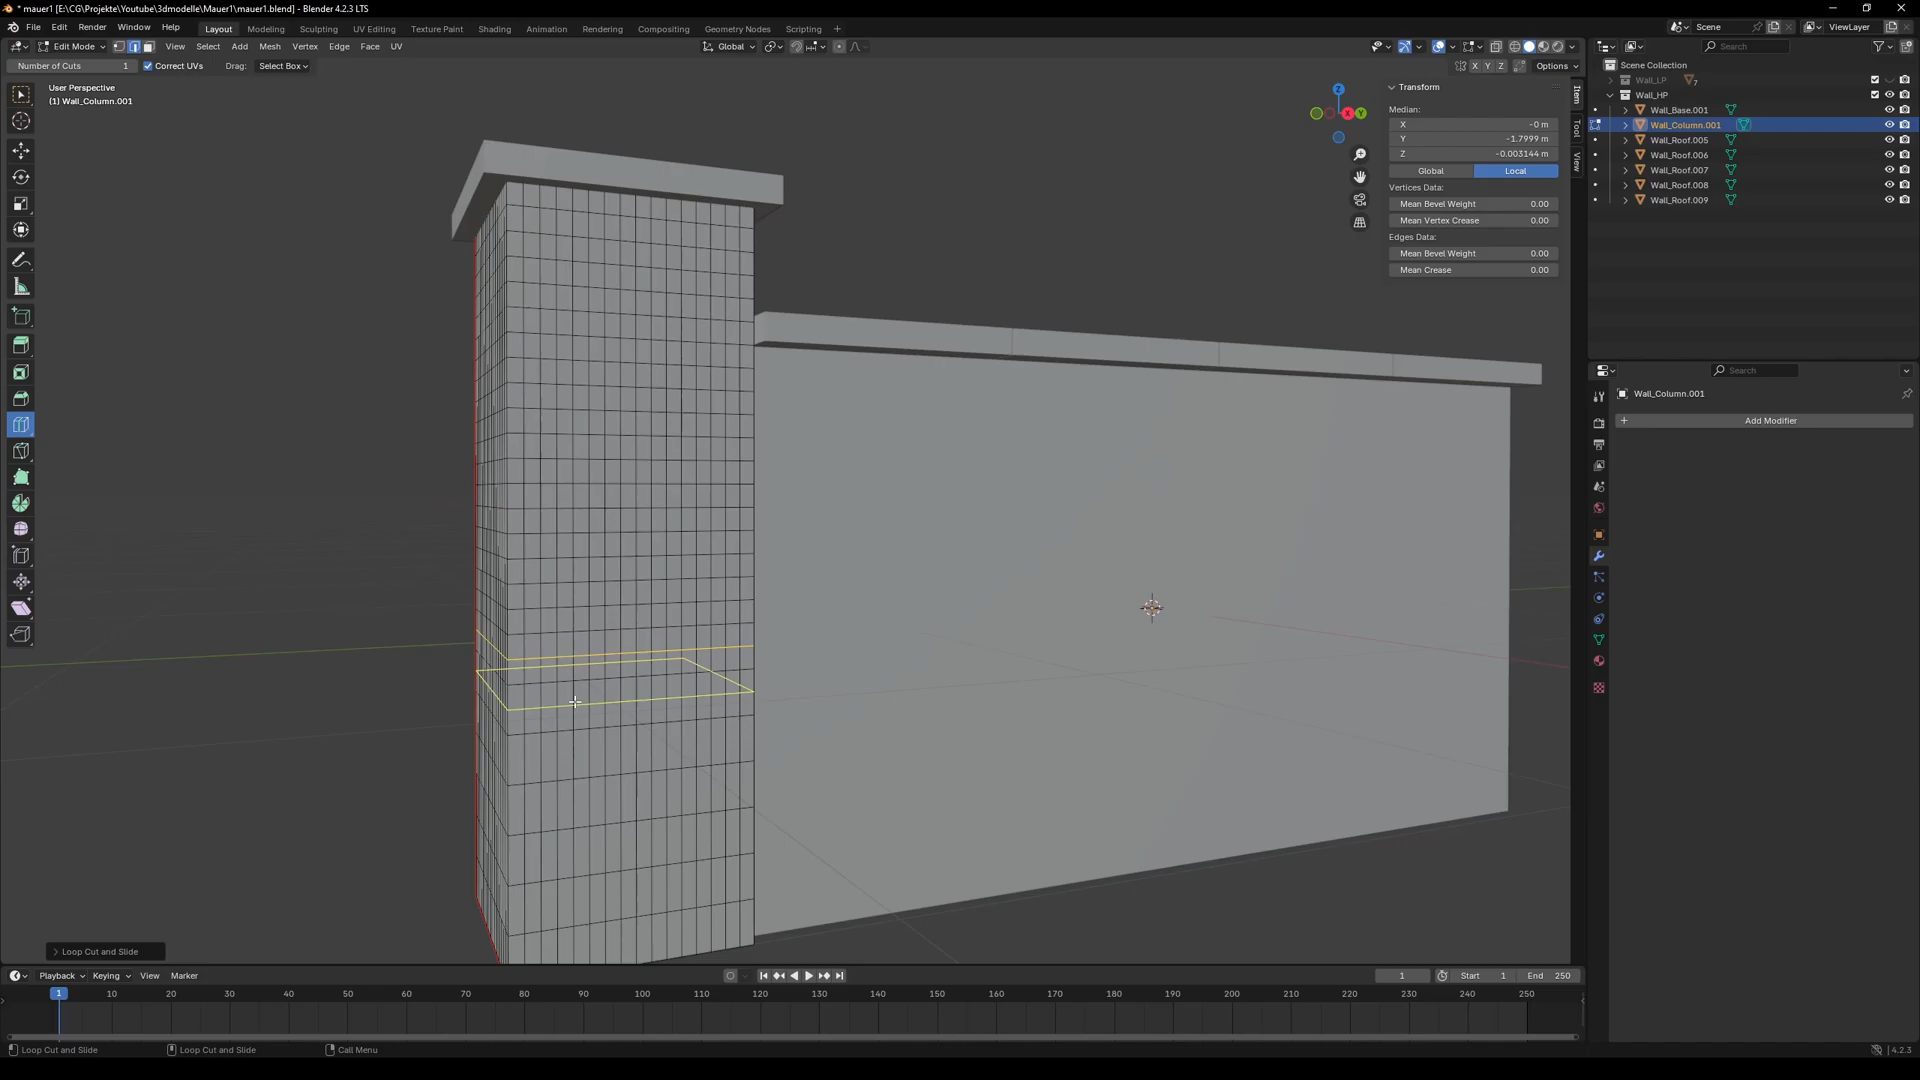 * mauer1 [E:\CG\Projekte\Youtube\3dmodelle\Mauer1\mauer1.blend] - Blender 4.2.3 LTS
File Edit Render Window Help Layout Modeling Sculpting UV Editing Texture Paint Shading Animation Rendering Compositing Geometry Nodes Scripting + Scene ViewLayer
Edit Mode View Select Add Mesh Vertex Edge Face UV Global Search
Number of Cuts 1 Correct UVs Drag: Select Box X Y Z Options
Scene Collection
Wall_LP 7
Wall_HP
Wall_Base.001
Wall_Column.001
Wall_Roof.005
Wall_Roof.006
Wall_Roof.007
Wall_Roof.008
Wall_Roof.009
User Perspective
(1) Wall_Column.001
Z
X
Y
Transform
Median:
X -0 m
Y -1.7999 m
Z -0.003144 m
Global Local
Vertices Data:
Mean Bevel Weight 0.00
Mean Vertex Crease 0.00
Edges Data:
Mean Bevel Weight 0.00
Mean Crease 0.00
Item
Tool
View
Search
Wall_Column.001
+ Add Modifier
> Loop Cut and Slide
Playback Keying View Marker 1 Start 1 End 250
1 10 20 30 40 50 60 70 80 90 100 110 120 130 140 150 160 170 180 190 200 210 220 230 240 250
Loop Cut and Slide Loop Cut and Slide Call Menu 4.2.3